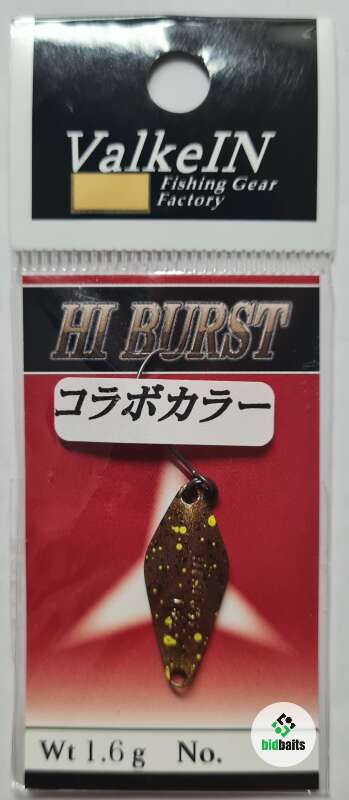 ValkeIN
Fishing Gear
Factory
HI BURST
コラボカラー
Wt 1.6g No.
bidbaits